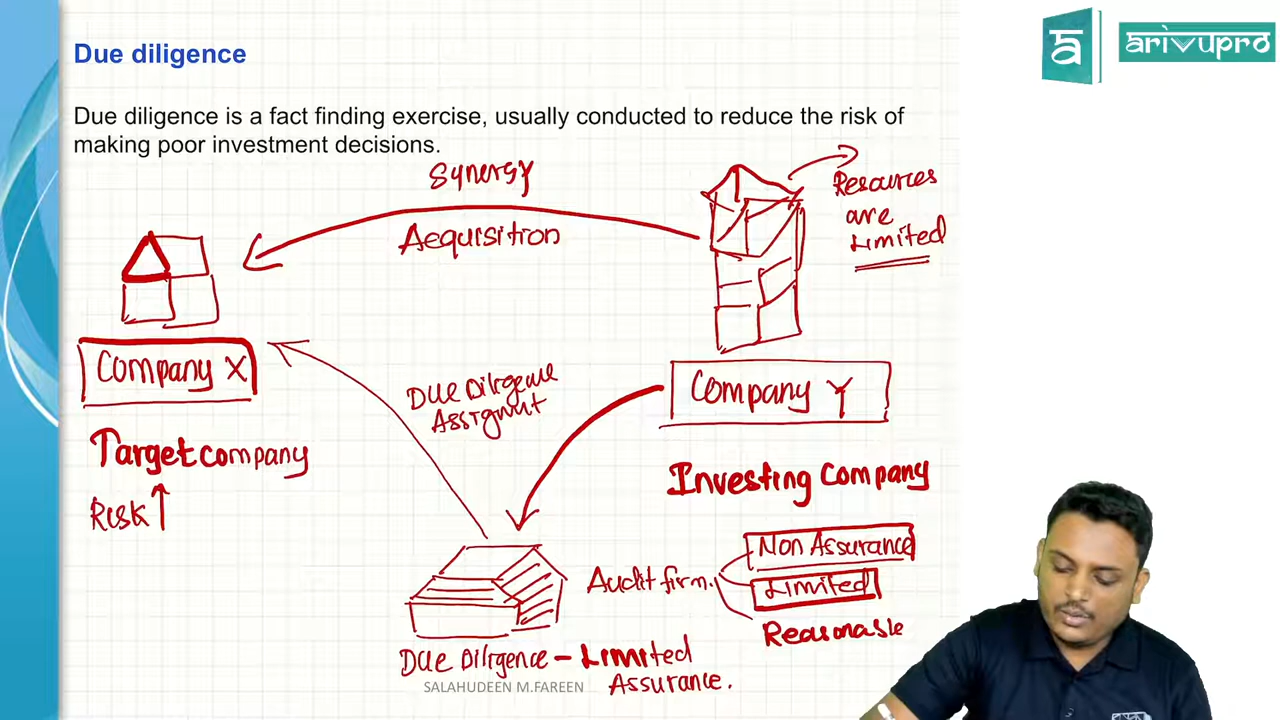 Due diligence
arivupro
Due diligence is a fact finding exercise, usually conducted to reduce the risk of
making poor investment decisions.
Synergy
Acquisition
Resources
are
Limited
Company X
Company Y
Due Diligence
Assignment
Target company
Risk
Investing company
Audit firm.
Non Assurance
Limited
Reasonable
Due Diligence - Limited
Assurance.
SALAHUDEEN M.FAREEN